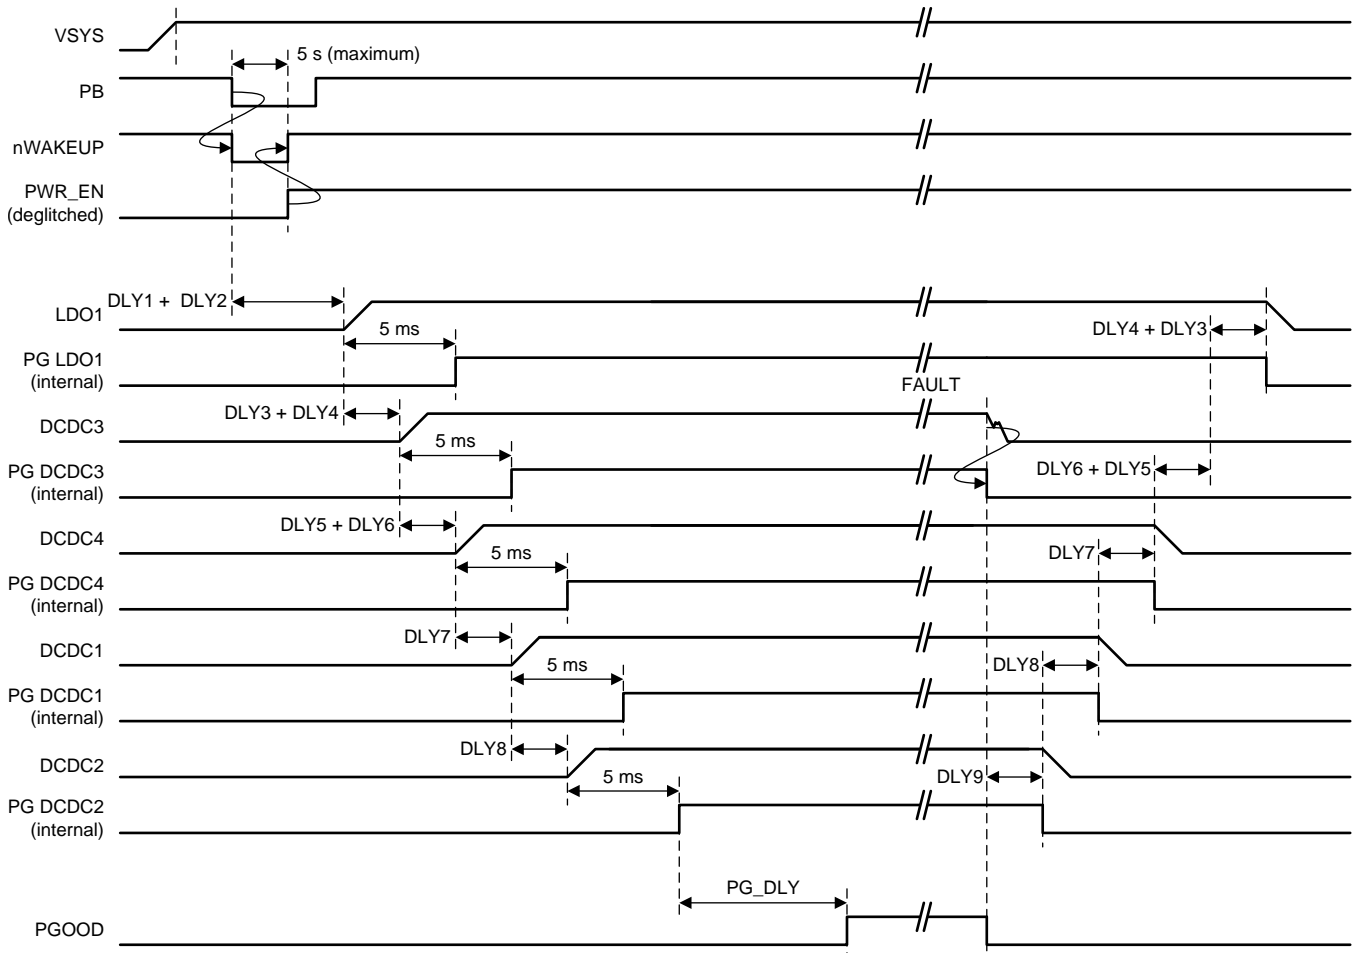 VSYS
5 s (maximum)
PB
nWAKEUP
PWR_EN
(deglitched)
DLY1 + DLY2
LDO1
5 ms
DLY4 + DLY3
PG LDO1
(internal)
FAULT
DLY3 + DLY4
DCDC3
5 ms
PG DCDC3
(internal)
DLY6 + DLY5
DLY5 + DLY6
DCDC4
5 ms
DLY7
PG DCDC4
(internal)
DLY7
DCDC1
5 ms
DLY8
PG DCDC1
(internal)
DLY8
DCDC2
5 ms
DLY9
PG DCDC2
(internal)
PG_DLY
PGOOD